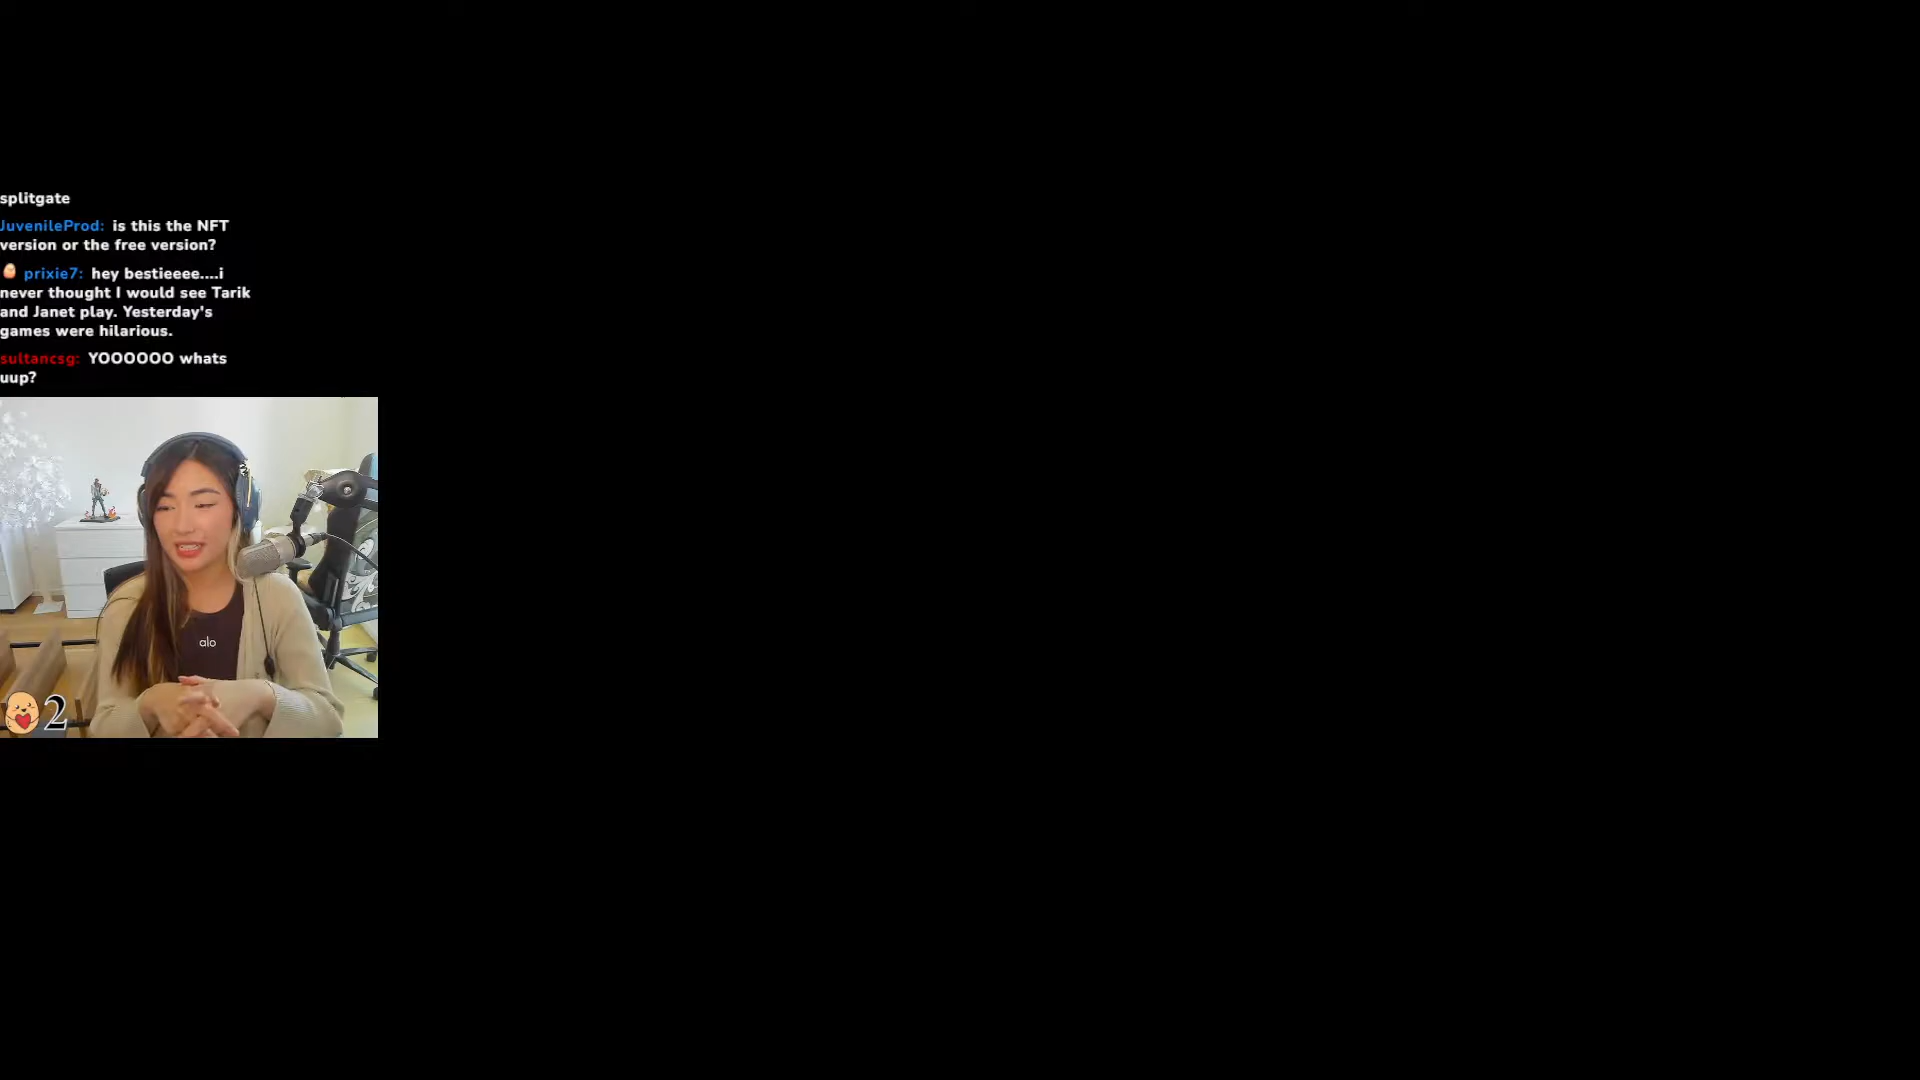 splitgate
JuvenileProd: is this the NFT
version or the free version?
prixie7: hey bestieeee....i
never thought I would see Tarik
and Janet play. Yesterday's
games were hilarious.
sultancsg: YOOOOOO whats
uup?
alo
2